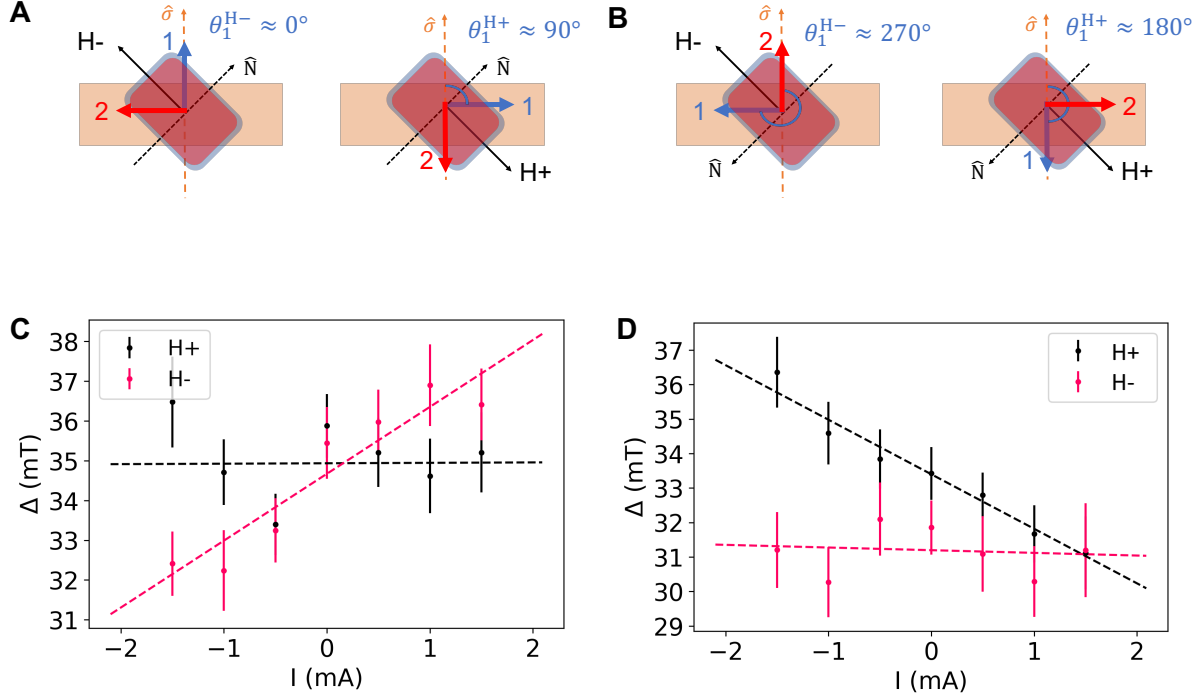 A
σ̂
θ₁ᴴ⁻ ≈ 0°
H-
1
N̂
2
σ̂
θ₁ᴴ⁺ ≈ 90°
N̂
1
2
H+
B
σ̂
θ₁ᴴ⁻ ≈ 270°
H-
2
1
N̂
σ̂
θ₁ᴴ⁺ ≈ 180°
2
N̂
1
H+
C
H+
H-
38
37
36
35
34
33
32
31
Δ (mT)
−2
−1
0
1
2
I (mA)
D
H+
H-
37
36
35
34
33
32
31
30
29
Δ (mT)
−2
−1
0
1
2
I (mA)